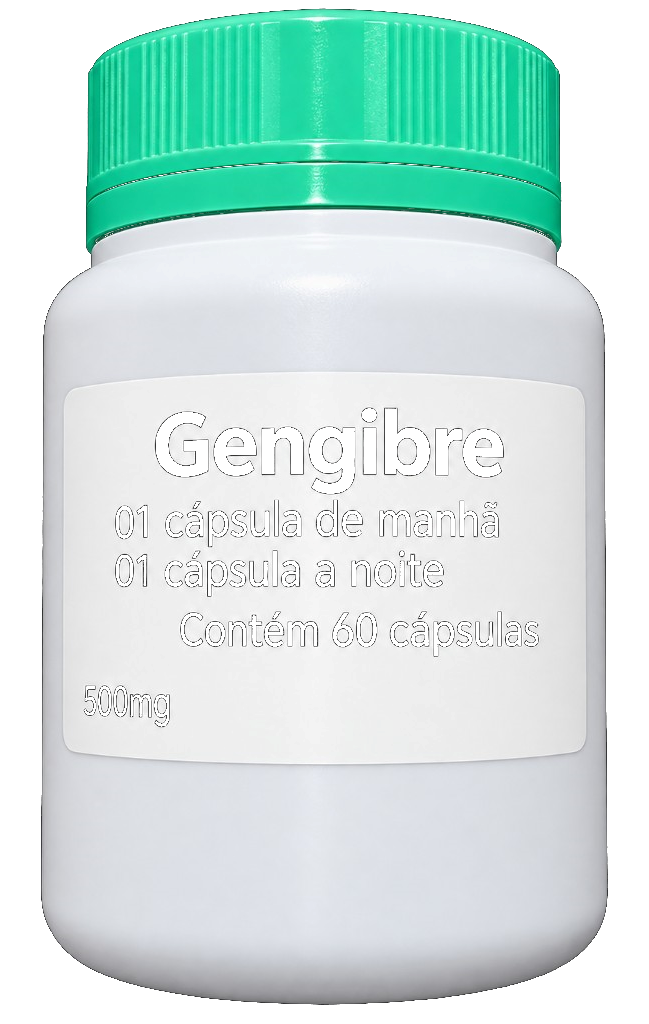 Gengibre
01 cápsula de manhã
01 cápsula a noite
Contém 60 cápsulas
500mg